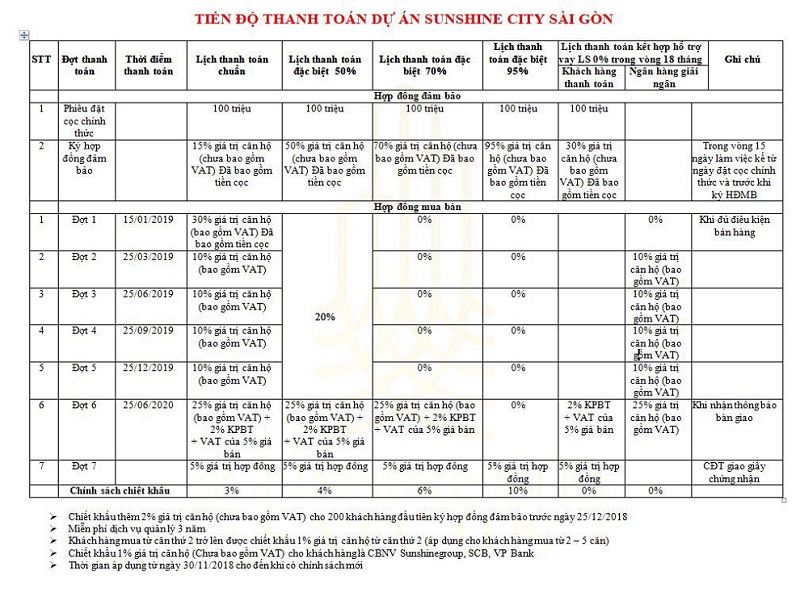 TIẾN ĐỘ THANH TOÁN DỰ ÁN SUNSHINE CITY SÀI GÒN
STT Đợt thanh toán Thời điểm thanh toán Lịch thanh toán chuẩn Lịch thanh toán đặc biệt 50% Lịch thanh toán đặc biệt 70% Lịch thanh toán đặc biệt 95% Lịch thanh toán kết hợp hỗ trợ vay LS 0% trong vòng 18 tháng Ghi chú
Khách hàng thanh toán Ngân hàng giải ngân
Hợp đồng đảm bảo
1 Phiếu đặt cọc chính thức 100 triệu 100 triệu 100 triệu 100 triệu 100 triệu
2 Ký hợp đồng đảm bảo 15% giá trị căn hộ (chưa bao gồm VAT) Đã bao gồm tiền cọc 50% giá trị căn hộ (chưa bao gồm VAT) Đã bao gồm tiền cọc 70% giá trị căn hộ (chưa bao gồm VAT) Đã bao gồm tiền cọc 95% giá trị căn hộ (chưa bao gồm VAT) Đã bao gồm tiền cọc 30% giá trị căn hộ (chưa bao gồm VAT) Đã bao gồm tiền cọc Trong vòng 15 ngày làm việc kể từ ngày đặt cọc chính thức và trước khi ký HĐMB
Hợp đồng mua bán
1 Đợt 1 15/01/2019 30% giá trị căn hộ (bao gồm VAT) Đã bao gồm tiền cọc 20% 0% 0% 0% Khi đủ điều kiện bán hàng
2 Đợt 2 25/03/2019 10% giá trị căn hộ (bao gồm VAT) 0% 0% 10% giá trị căn hộ (bao gồm VAT)
3 Đợt 3 25/06/2019 10% giá trị căn hộ (bao gồm VAT) 0% 0% 10% giá trị căn hộ (bao gồm VAT)
4 Đợt 4 25/09/2019 10% giá trị căn hộ (bao gồm VAT) 0% 0% 10% giá trị căn hộ (bao gồm VAT)
5 Đợt 5 25/12/2019 10% giá trị căn hộ (bao gồm VAT) 0% 0% 10% giá trị căn hộ (bao gồm VAT)
6 Đợt 6 25/06/2020 25% giá trị căn hộ (bao gồm VAT) + 2% KPBT + VAT của 5% giá bán 25% giá trị căn hộ (bao gồm VAT) + 2% KPBT + VAT của 5% giá bán 25% giá trị căn hộ (bao gồm VAT) + 2% KPBT + VAT của 5% giá bán 0% 2% KPBT + VAT của 5% giá bán 25% giá trị căn hộ (bao gồm VAT) Khi nhận thông báo bàn giao
7 Đợt 7 5% giá trị hợp đồng 5% giá trị hợp đồng 5% giá trị hợp đồng 5% giá trị hợp đồng 5% giá trị hợp đồng CĐT giao giấy chứng nhận
Chính sách chiết khấu 3% 4% 6% 10% 0% 0%
Chiết khấu thêm 2% giá trị căn hộ (chưa bao gồm VAT) cho 200 khách hàng đầu tiên ký hợp đồng đảm bảo trước ngày 25/12/2018
Miễn phí dịch vụ quản lý 3 năm
Khách hàng mua từ căn thứ 2 trở lên được chiết khấu 1% giá trị căn hộ từ căn thứ 2 (áp dụng cho khách hàng mua từ 2 – 5 căn)
Chiết khấu 1% giá trị căn hộ (Chưa bao gồm VAT) cho khách hàng là CBNV Sunshinegroup, SCB, VP Bank
Thời gian áp dụng từ ngày 30/11/2018 cho đến khi có chính sách mới